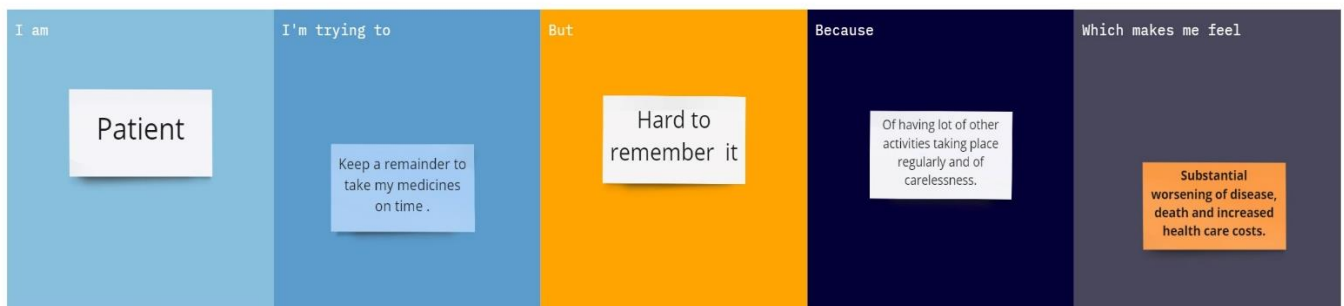 I am
Patient
I'm trying to
Keep a remainder to
take my medicines
on time .
But
Hard to
remember it
Because
Of having lot of other
activities taking place
regularly and of
carelessness.
Which makes me feel
Substantial
worsening of disease,
death and increased
health care costs.